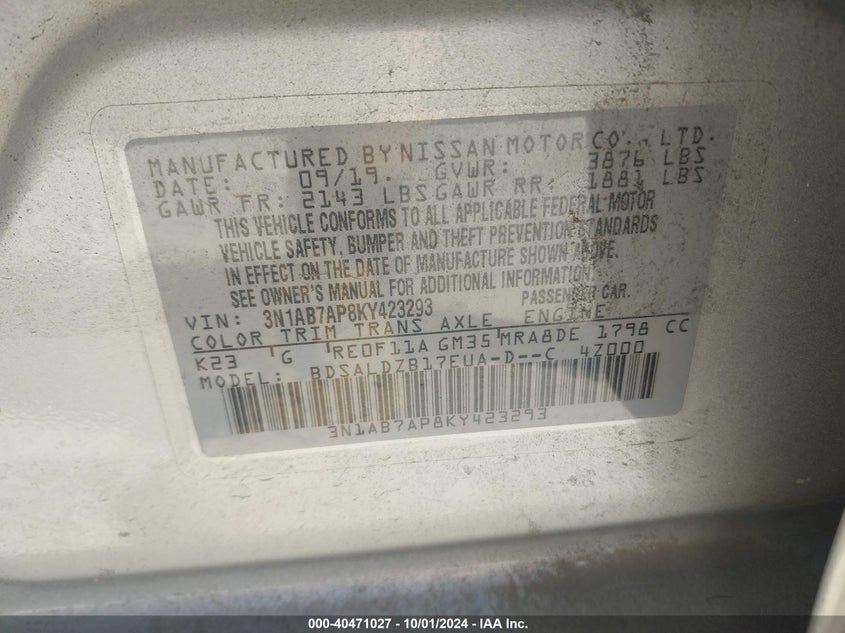 MANUFACTURED BY NISSAN MOTOR CO., LTD.
DATE: 09/19. GVWR: 3876 LBS
GAWR FR: 2143 LBS GAWR RR: 1881 LBS
THIS VEHICLE CONFORMS TO ALL APPLICABLE FEDERAL MOTOR
VEHICLE SAFETY, BUMPER AND THEFT PREVENTION STANDARDS
IN EFFECT ON THE DATE OF MANUFACTURE SHOWN ABOVE.
SEE OWNER'S MANUAL FOR ADDITIONAL INFORMATION.
VIN: 3N1AB7AP8KY423293 PASSENGER CAR.
COLOR TRIM TRANS AXLE ENGINE
K23 G RE0F11A GM35 MRA8DE 1798 CC
MODEL: BDSALDZB17EUA-D--C 4Z000
3N1AB7AP8KY423293
000-40471027 - 10/01/2024 - IAA Inc.